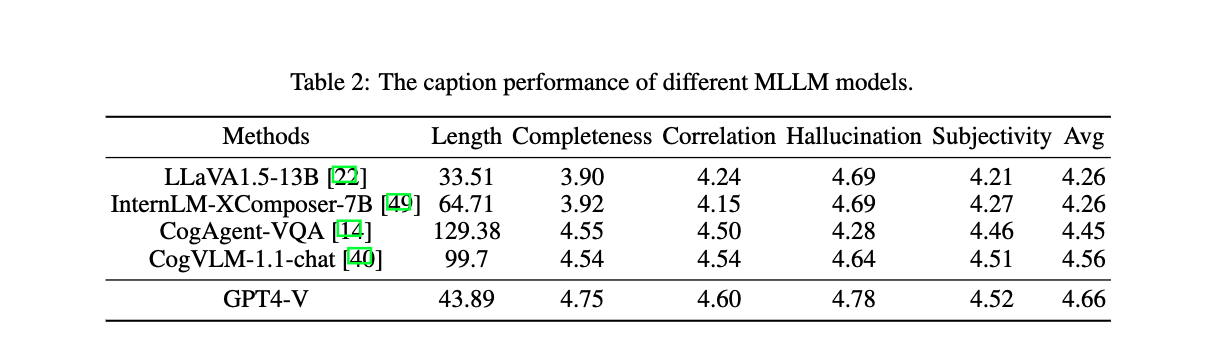 Table 2: The caption performance of different MLLM models.
Methods Length Completeness Correlation Hallucination Subjectivity Avg
LLaVA1.5-13B [22] 33.51 3.90 4.24 4.69 4.21 4.26
InternLM-XComposer-7B [49] 64.71 3.92 4.15 4.69 4.27 4.26
CogAgent-VQA [14] 129.38 4.55 4.50 4.28 4.46 4.45
CogVLM-1.1-chat [40] 99.7 4.54 4.54 4.64 4.51 4.56
GPT4-V 43.89 4.75 4.60 4.78 4.52 4.66